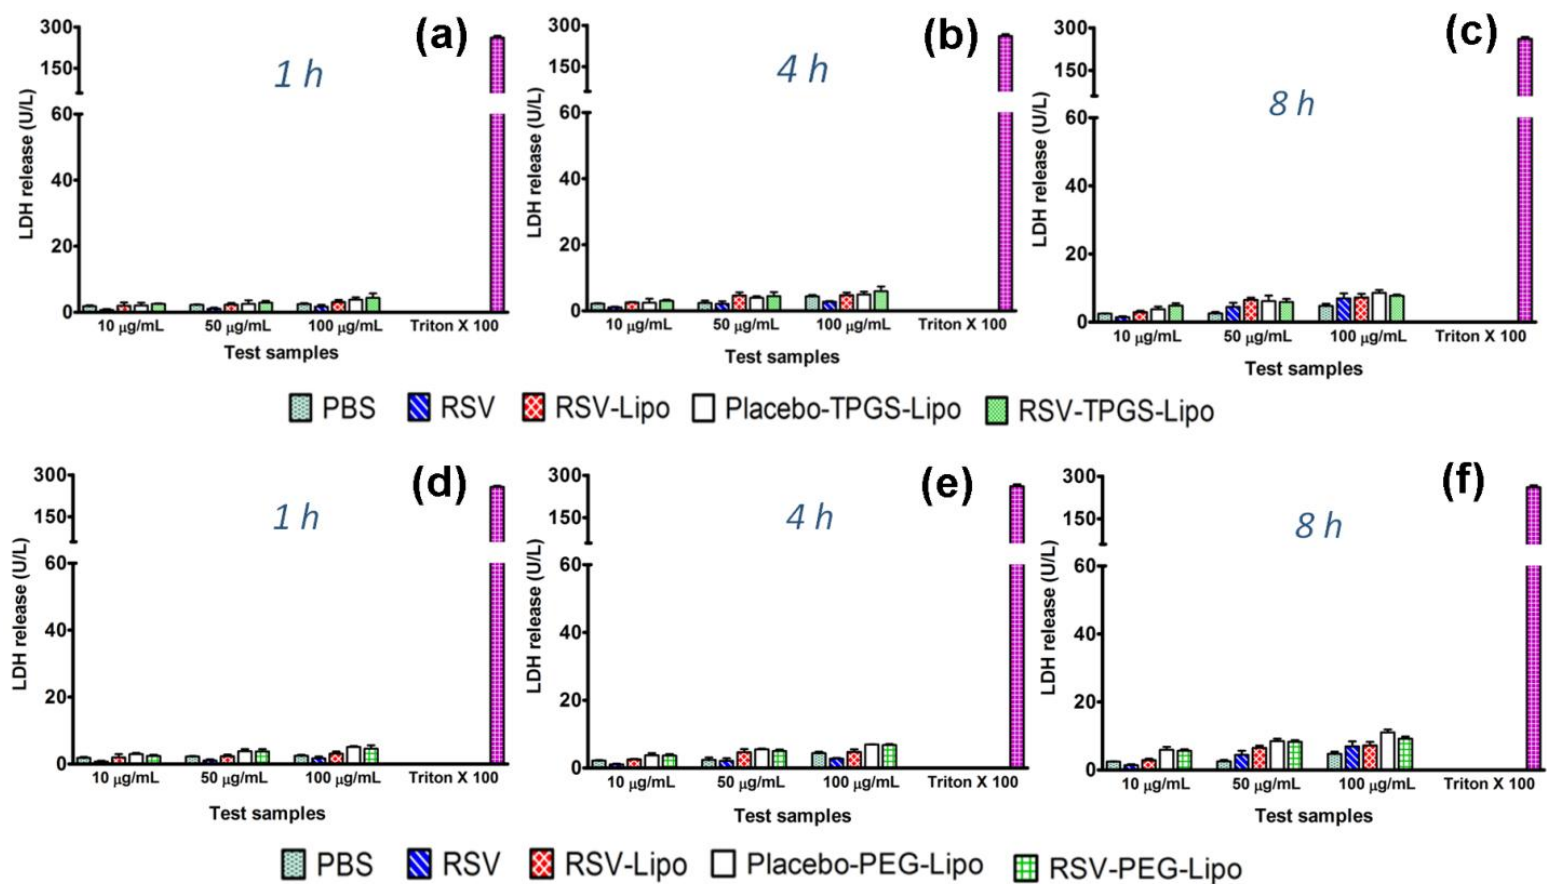 (a)
1 h
LDH release (U/L)
300
150
60
40
20
0
10 µg/mL 50 µg/mL 100 µg/mL Triton X 100
Test samples
(b)
4 h
LDH release (U/L)
300
150
60
40
20
0
10 µg/mL 50 µg/mL 100 µg/mL Triton X 100
Test samples
(c)
8 h
LDH release (U/L)
300
150
60
40
20
0
10 µg/mL 50 µg/mL 100 µg/mL Triton X 100
Test samples
PBS RSV RSV-Lipo Placebo-TPGS-Lipo RSV-TPGS-Lipo
(d)
1 h
LDH release (U/L)
300
150
60
40
20
0
10 µg/mL 50 µg/mL 100 µg/mL Triton X 100
Test samples
(e)
4 h
LDH release (U/L)
300
150
60
40
20
0
10 µg/mL 50 µg/mL 100 µg/mL Triton X 100
Test samples
(f)
8 h
LDH release (U/L)
300
150
60
40
20
0
10 µg/mL 50 µg/mL 100 µg/mL Triton X 100
Test samples
PBS RSV RSV-Lipo Placebo-PEG-Lipo RSV-PEG-Lipo